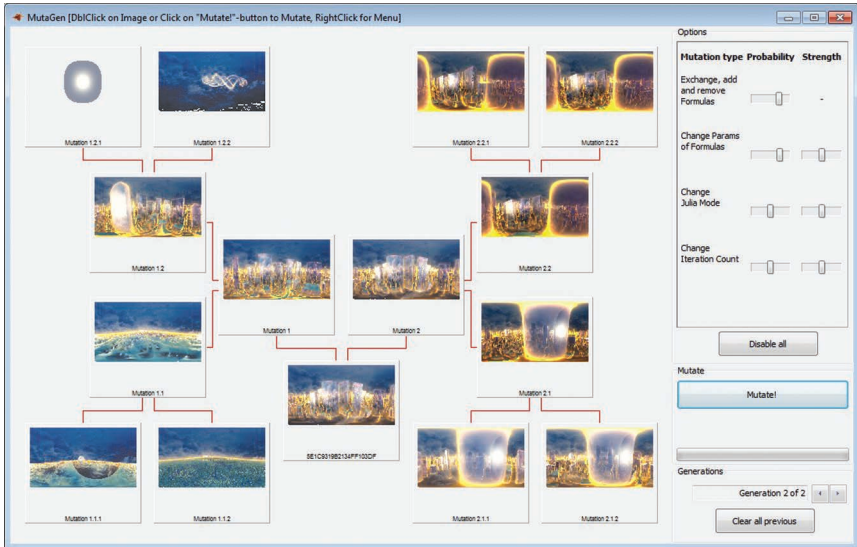 MutaGen [DblClick on Image or Click on "Mutate!"-button to Mutate, RightClick for Menu]
Mutation 1.2.1
Mutation 1.2.2
Mutation 2.2.1
Mutation 2.2.2
Mutation 1.2
Mutation 2.2
Mutation 1
Mutation 2
Mutation 1.1
Mutation 2.1
5E1C9319B2134FF103DF
Mutation 1.1.1
Mutation 1.1.2
Mutation 2.1.1
Mutation 2.1.2
Options
Mutation type Probability Strength
Exchange, add
and remove
Formulas
-
Change Params
of Formulas
Change
Julia Mode
Change
Iteration Count
Disable all
Mutate
Mutate!
Generations
Generation 2 of 2
Clear all previous